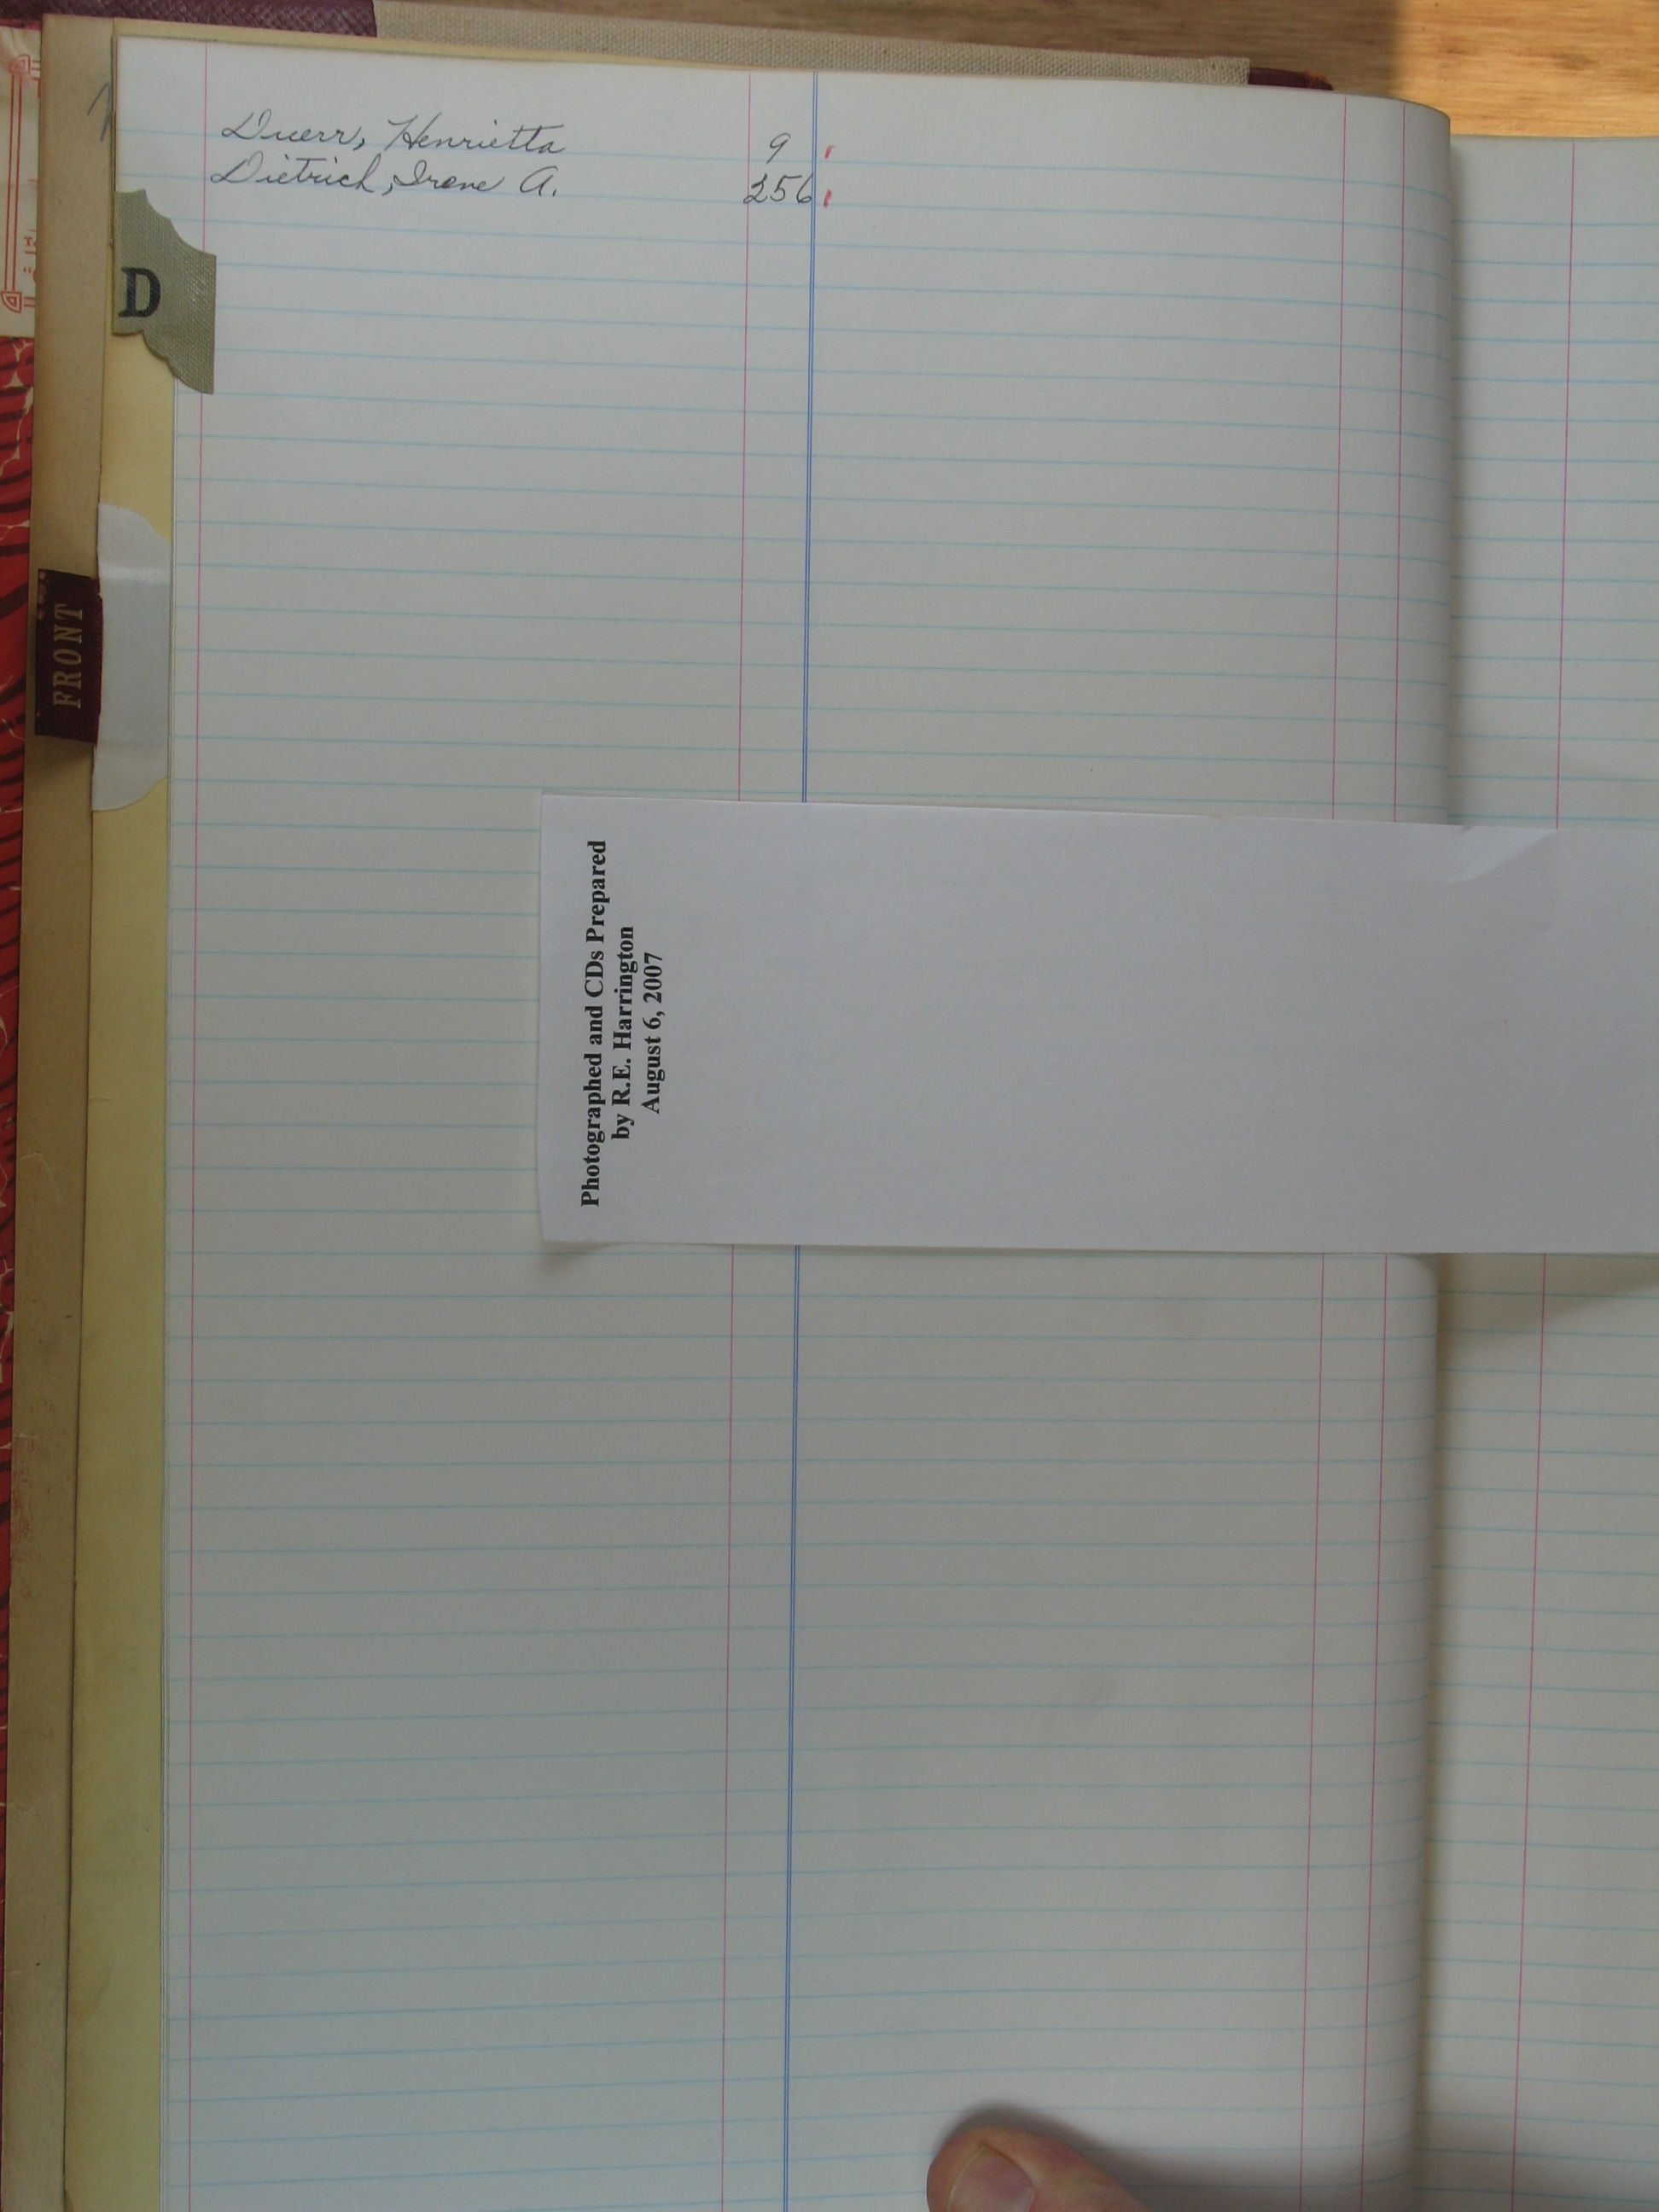 Duerr, Henrietta 9
Dietrich, Irene A. 256
D
FRONT
Photographed and CDs Prepared
by R.E. Harrington
August 6, 2007